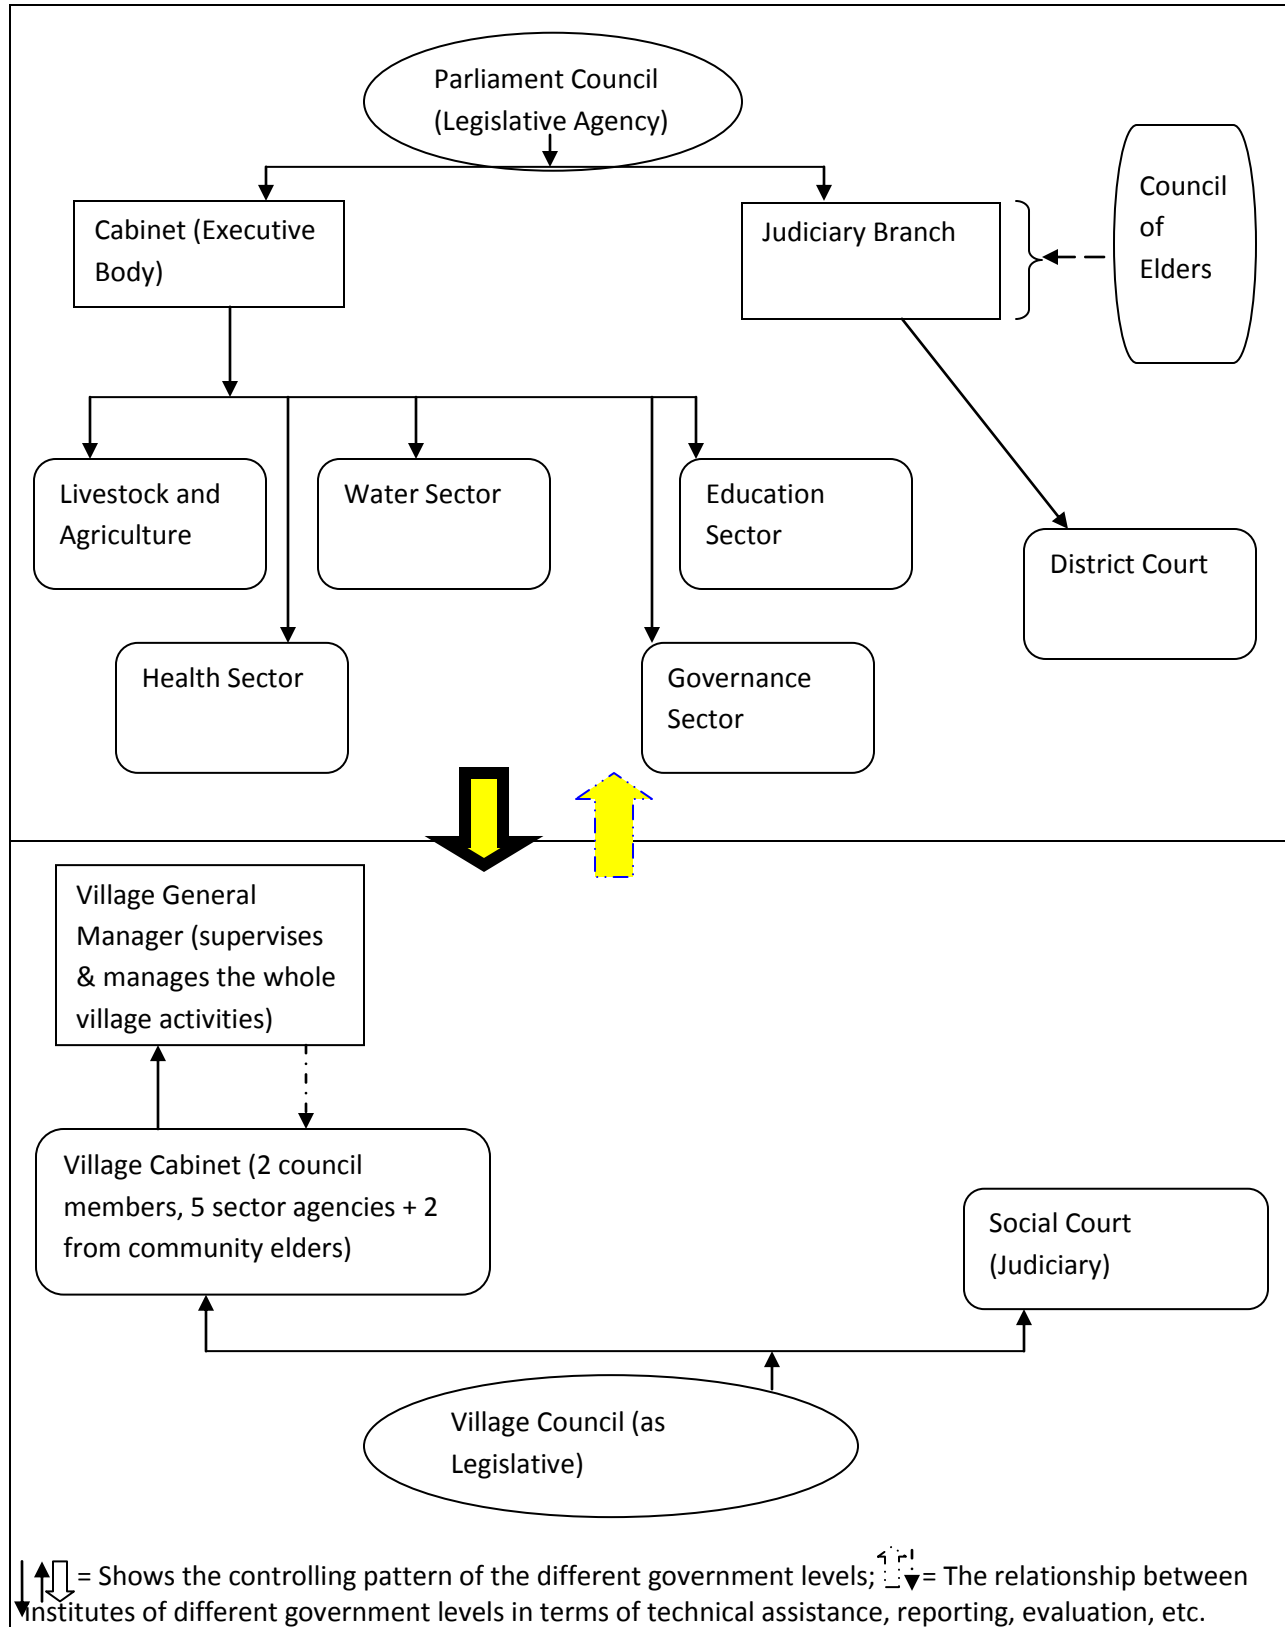 Parliament Council
(Legislative Agency)
Council
of
Elders
Cabinet (Executive
Body)
Judiciary Branch
Livestock and
Agriculture
Water Sector
Education
Sector
District Court
Health Sector
Governance
Sector
Village General
Manager (supervises
& manages the whole
village activities)
Village Cabinet (2 council
members, 5 sector agencies + 2
from community elders)
Social Court
(Judiciary)
Village Council (as
Legislative)
= Shows the controlling pattern of the different government levels; = The relationship between
institutes of different government levels in terms of technical assistance, reporting, evaluation, etc.